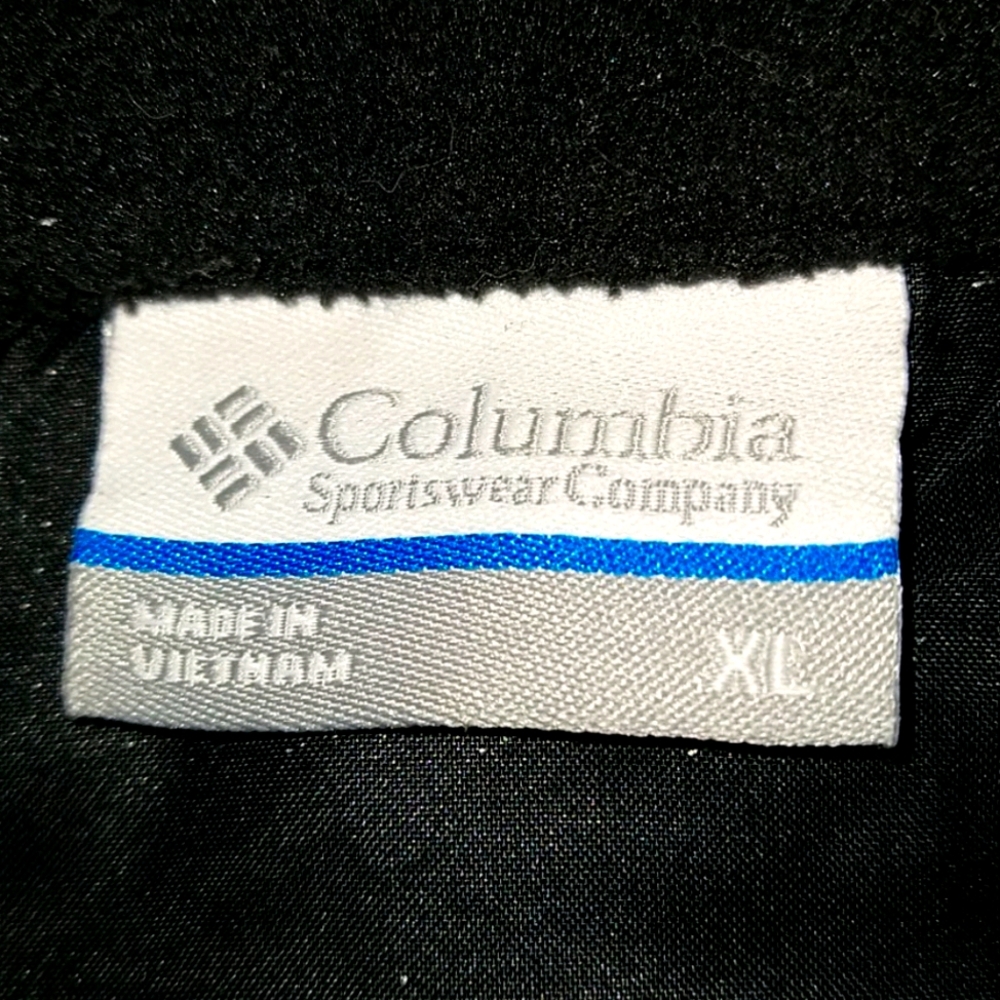 Columbia
Sportswear Company
MADE IN
VIETNAM
XL